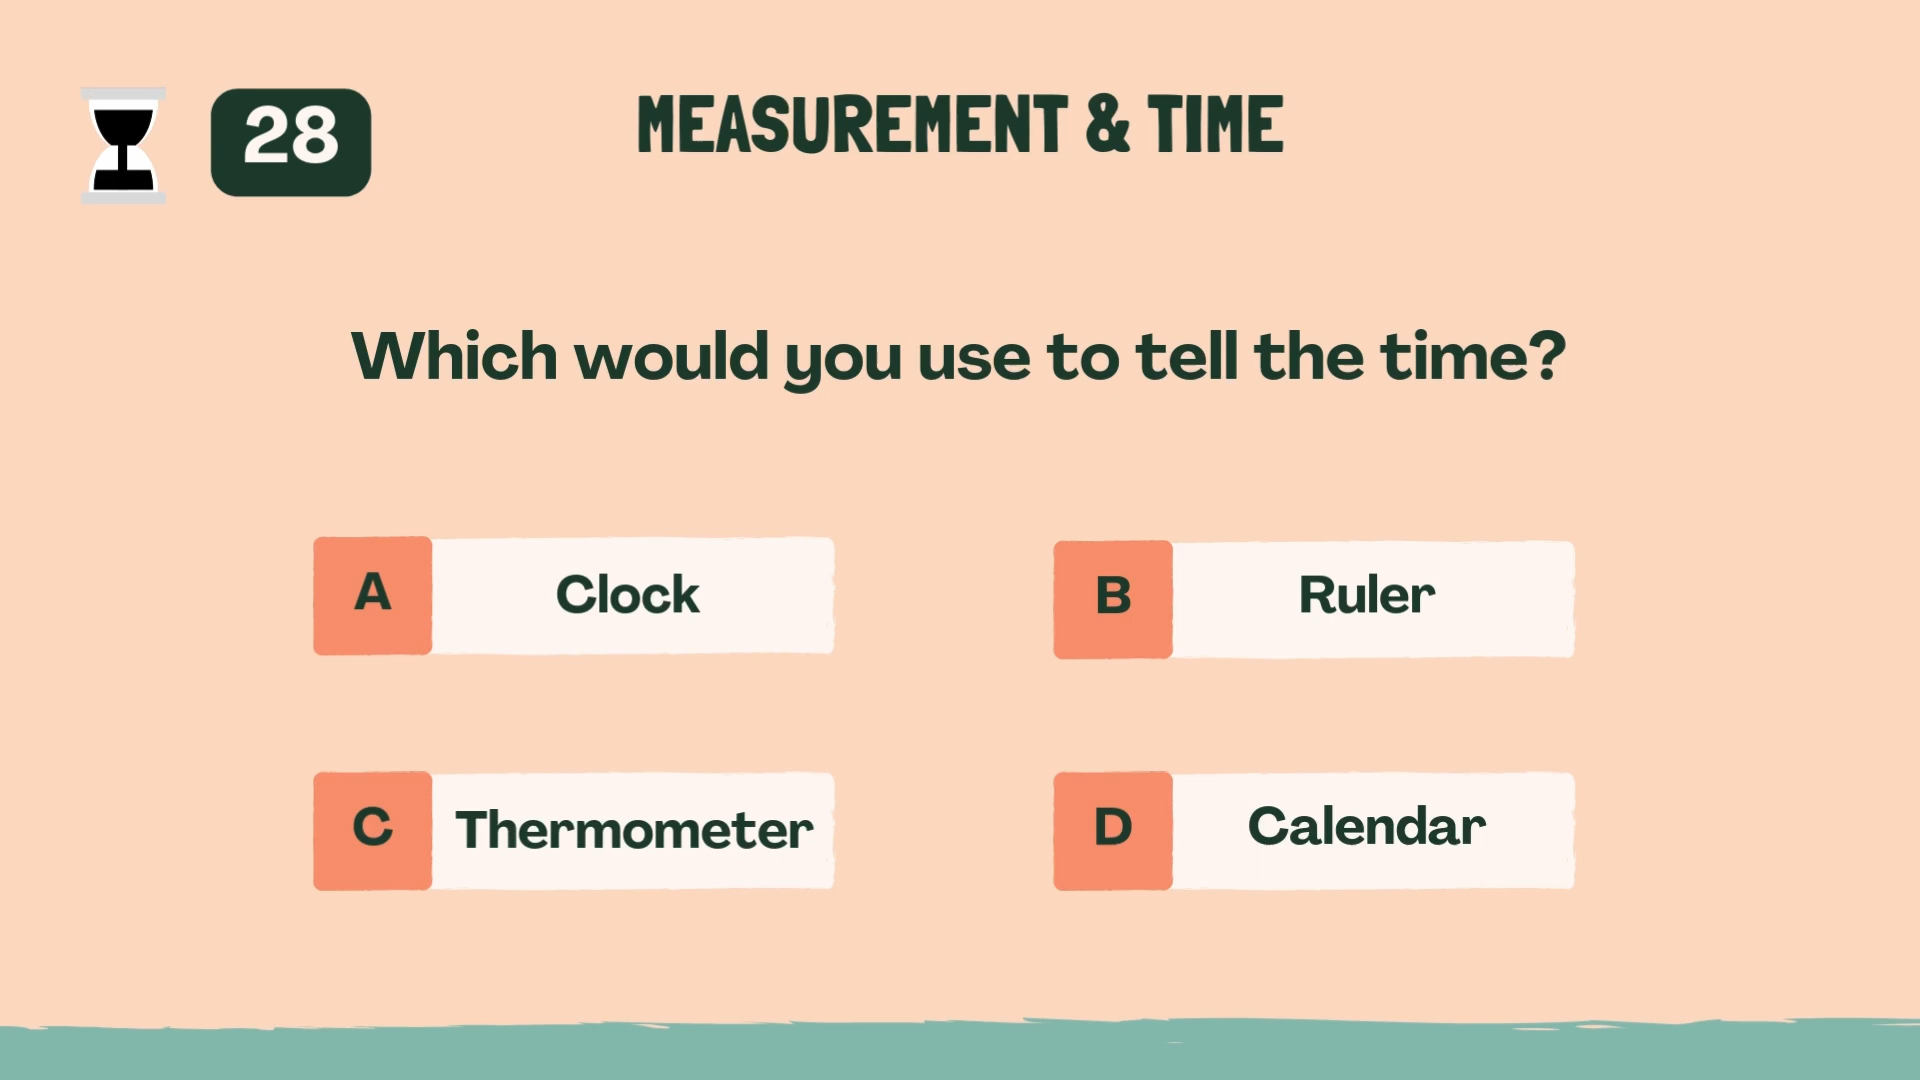 28
MEASUREMENT & TIME
Which would you use to tell the time?
A Clock
B Ruler
C Thermometer
D Calendar